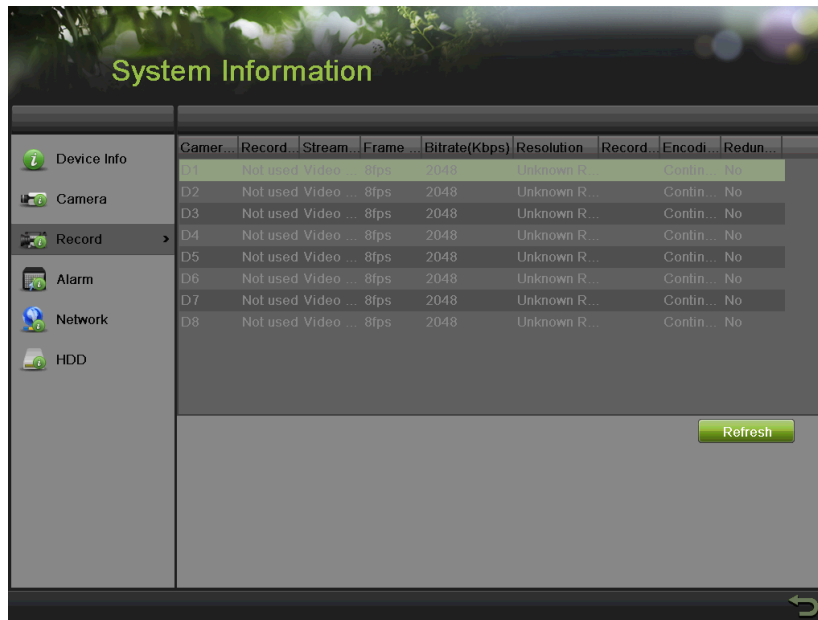 System Information
Device Info
Camera
Record
Alarm
Network
HDD
Camer... Record... Stream... Frame ... Bitrate(Kbps) Resolution Record... Encodi... Redun...
D1 Not used Video ... 8fps 2048 Unknown R... Contin... No
D2 Not used Video ... 8fps 2048 Unknown R... Contin... No
D3 Not used Video ... 8fps 2048 Unknown R... Contin... No
D4 Not used Video ... 8fps 2048 Unknown R... Contin... No
D5 Not used Video ... 8fps 2048 Unknown R... Contin... No
D6 Not used Video ... 8fps 2048 Unknown R... Contin... No
D7 Not used Video ... 8fps 2048 Unknown R... Contin... No
D8 Not used Video ... 8fps 2048 Unknown R... Contin... No
Refresh